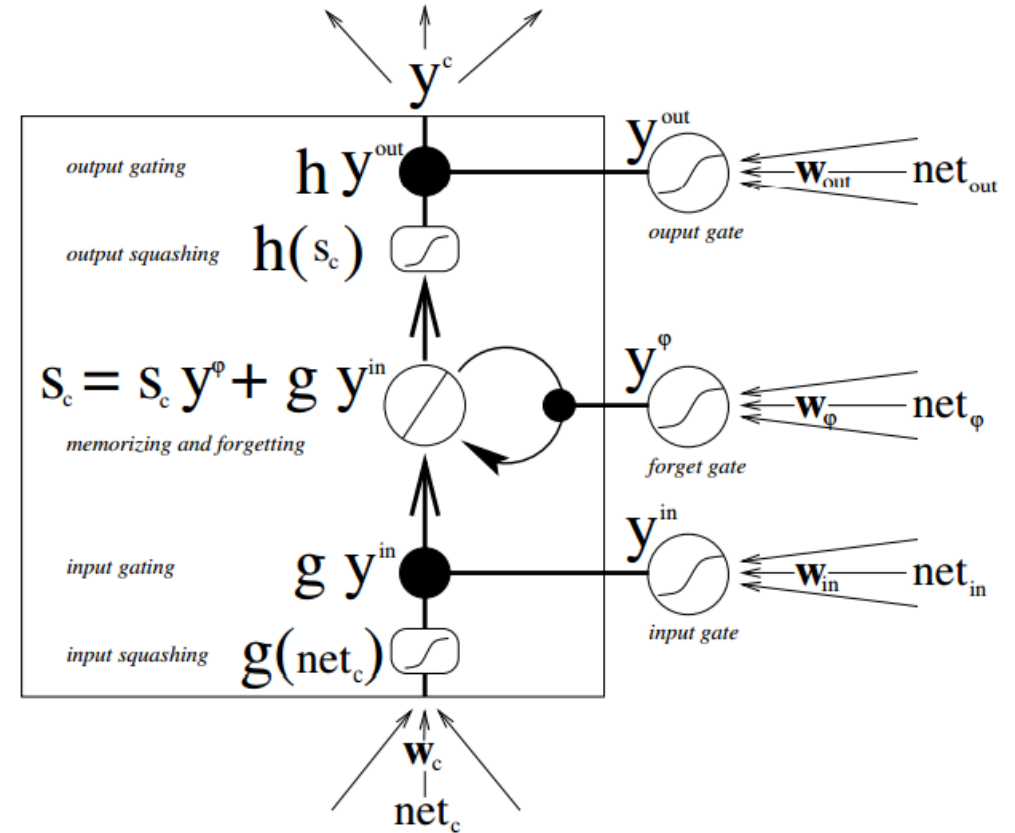 y^c
output gating
h y^out
y^out
w_out
net_out
ouput gate
output squashing
h(s_c)
s_c = s_c y^φ + g y^in
memorizing and forgetting
y^φ
w_φ
net_φ
forget gate
input gating
g y^in
y^in
w_in
net_in
input gate
input squashing
g(net_c)
w_c
net_c